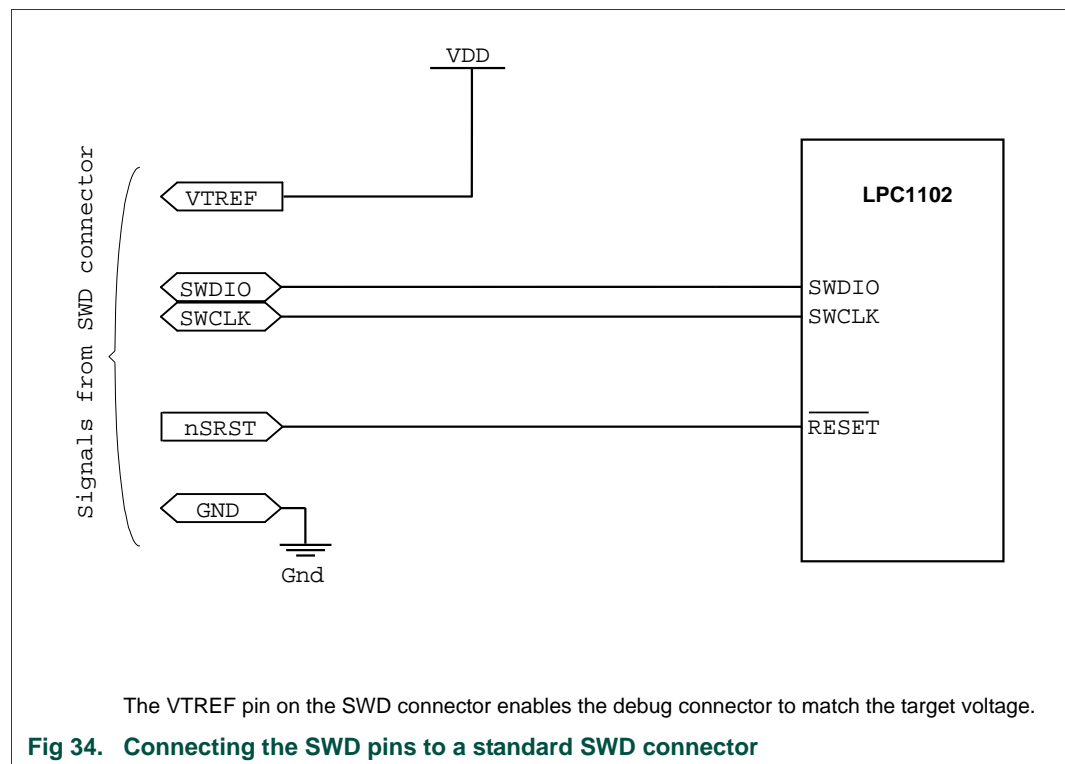 VDD
Signals from SWD connector
VTREF
LPC1102
SWDIO
SWDIO
SWCLK
SWCLK
nSRST
RESET
GND
Gnd
The VTREF pin on the SWD connector enables the debug connector to match the target voltage.
Fig 34. Connecting the SWD pins to a standard SWD connector